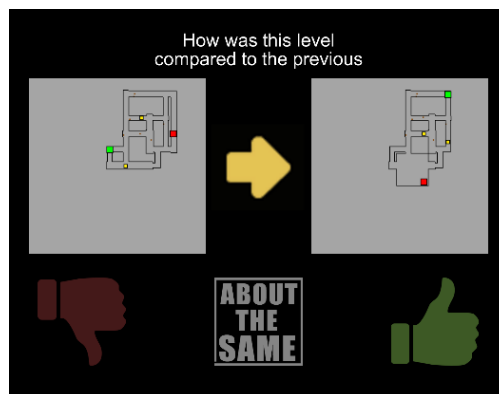 How was this level
compared to the previous
ABOUT
THE
SAME